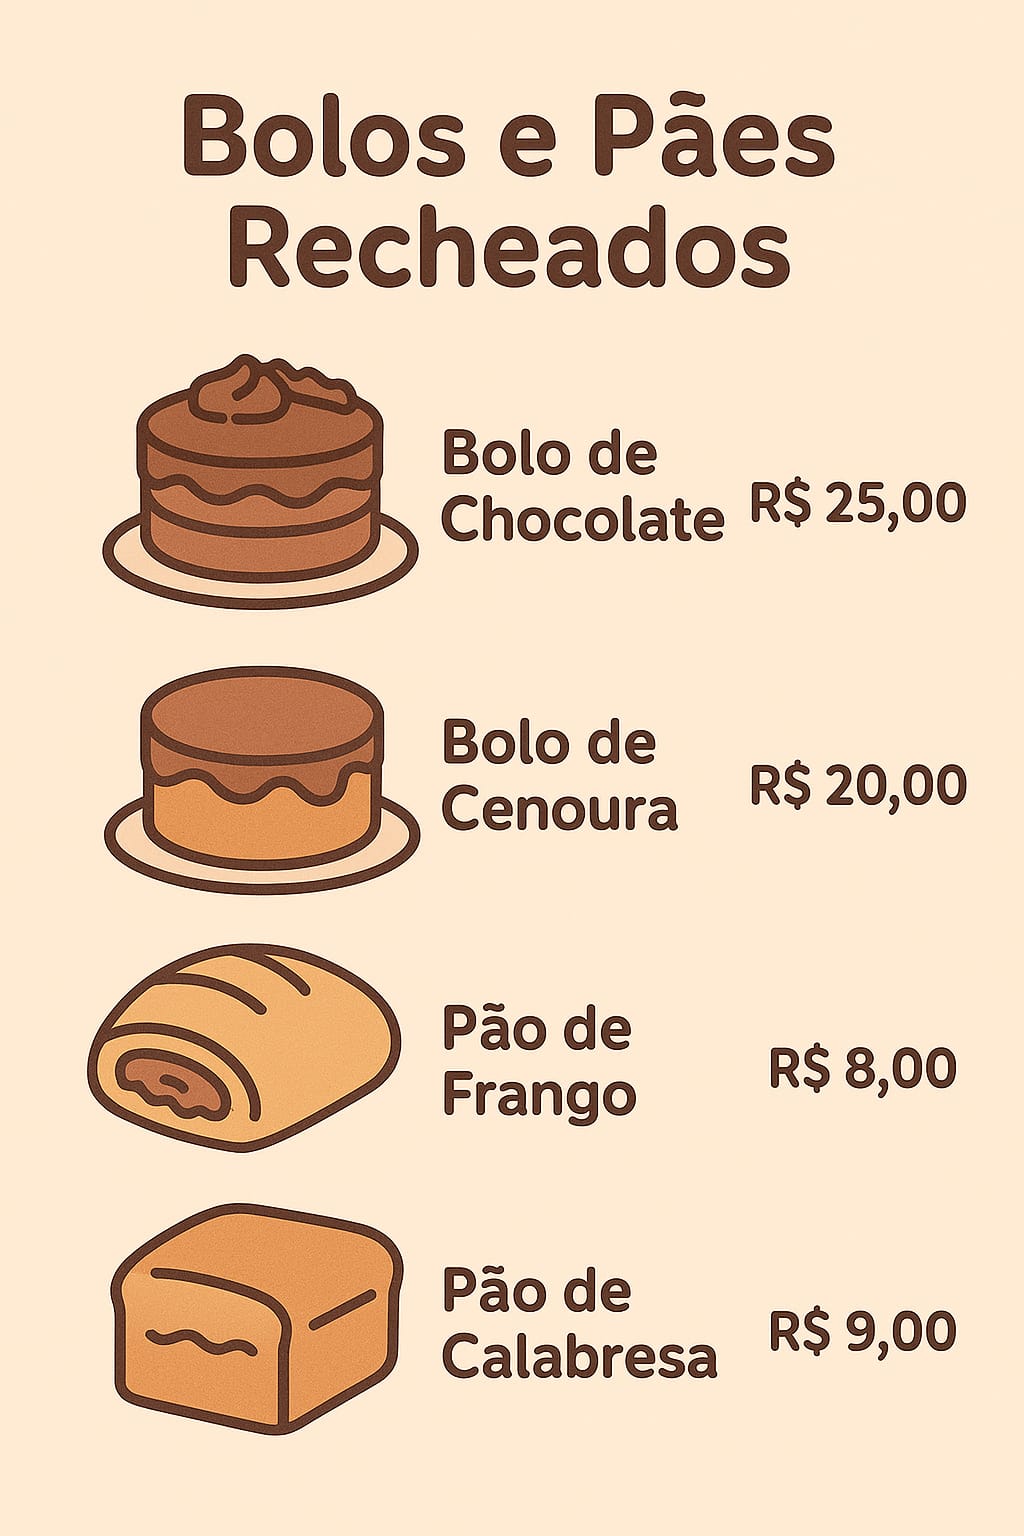 Bolos e Pães
Recheados
Bolo de
Chocolate R$ 25,00
Bolo de
Cenoura R$ 20,00
Pão de
Frango R$ 8,00
Pão de
Calabresa R$ 9,00